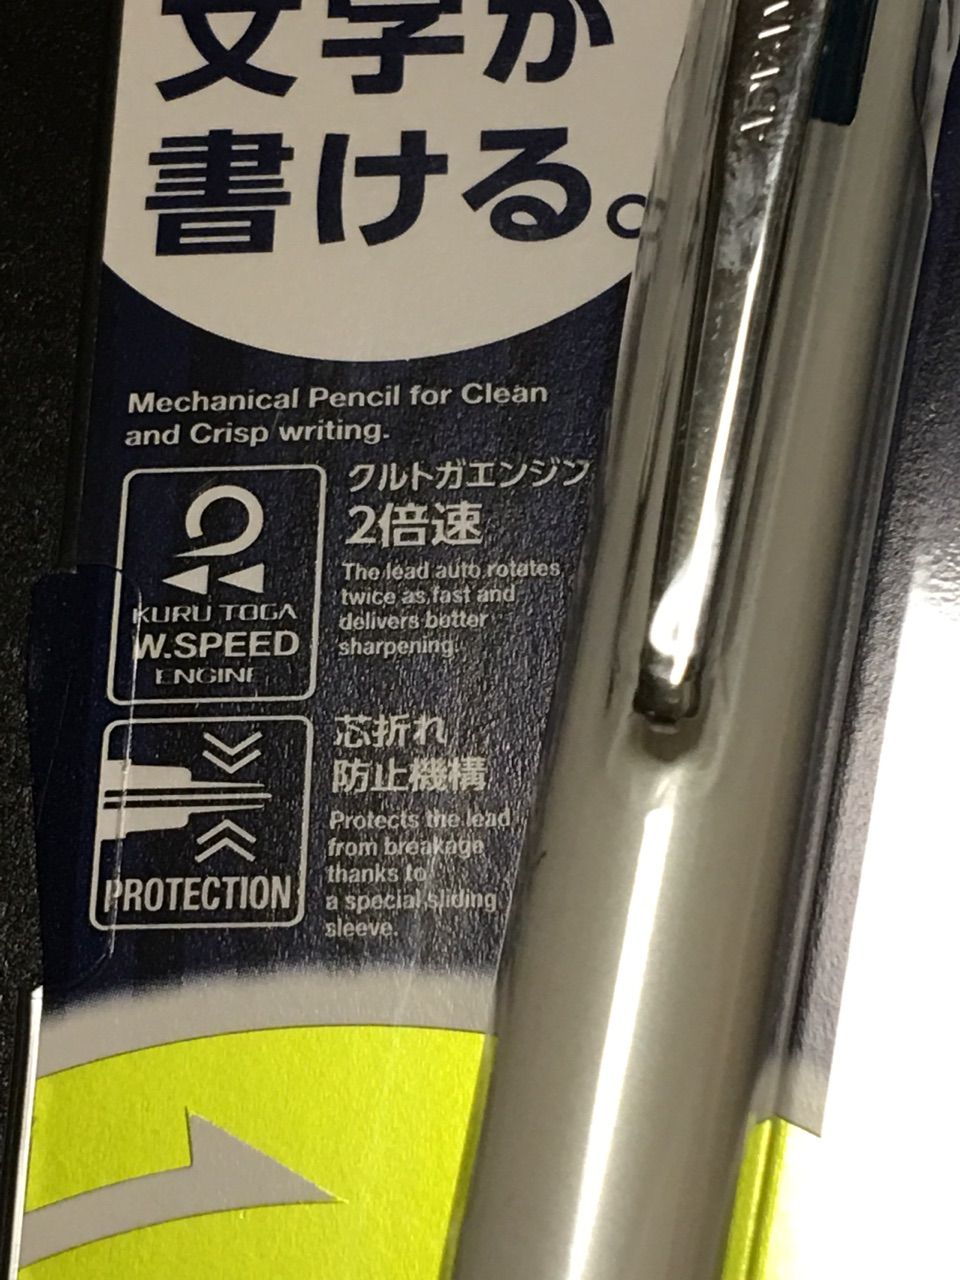 文字が
書ける。
Mechanical Pencil for Clean
and Crisp writing.
クルトガエンジン
2倍速
The lead auto rotates
twice as fast and
delivers better
sharpening.
KURU TOGA
W.SPEED
ENGINE
芯折れ
防止機構
Protects the lead
from breakage
thanks to
a special sliding
sleeve.
PROTECTION